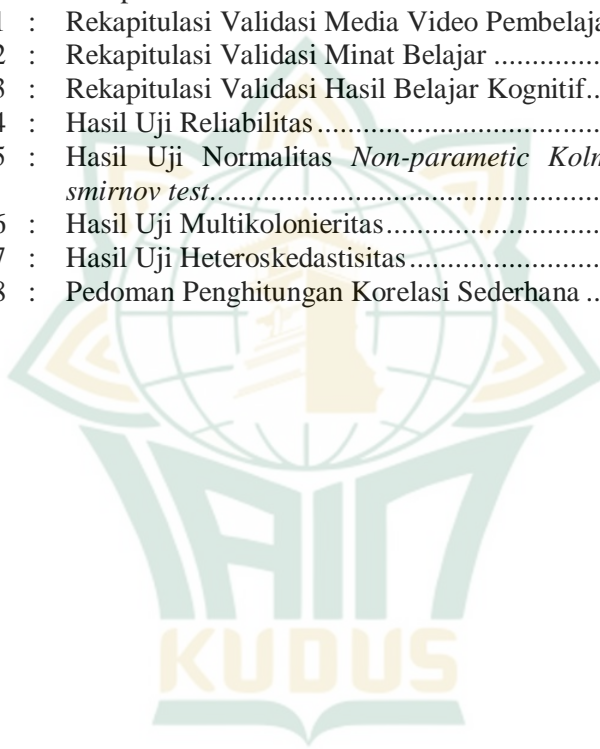 1 : Rekapitulasi Validasi Media Video Pembelaja
2 : Rekapitulasi Validasi Minat Belajar ................
3 : Rekapitulasi Validasi Hasil Belajar Kognitif..
4 : Hasil Uji Reliabilitas ..........................................
5 : Hasil Uji Normalitas Non-parametic Koln
smirnov test..........................................................
6 : Hasil Uji Multikolonieritas................................
7 : Hasil Uji Heteroskedastisitas............................
8 : Pedoman Penghitungan Korelasi Sederhana ..
IAIN
KUDUS